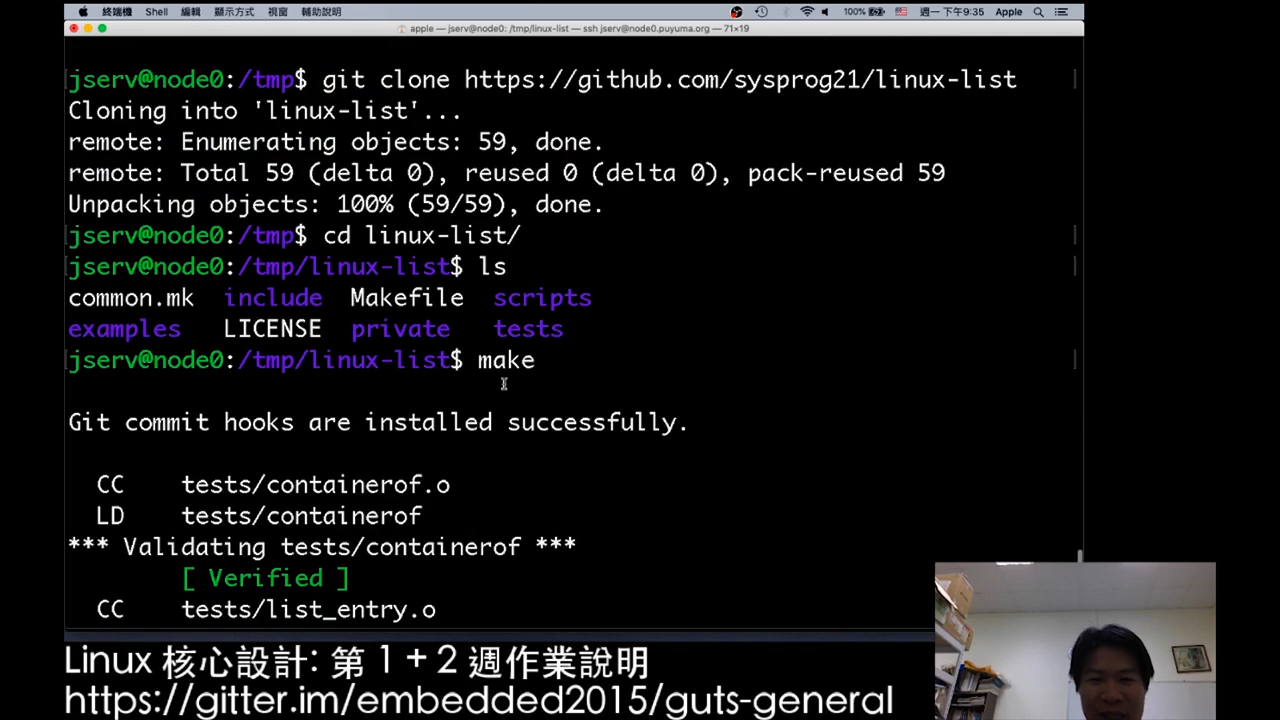 終端機 Shell 編輯 顯示方式 視窗 輔助說明 100% 週一 下午9:35 Apple
apple — jserv@node0: /tmp/linux-list — ssh jserv@node0.puyuma.org — 71×19
jserv@node0:/tmp$ git clone https://github.com/sysprog21/linux-list
Cloning into 'linux-list'...
remote: Enumerating objects: 59, done.
remote: Total 59 (delta 0), reused 0 (delta 0), pack-reused 59
Unpacking objects: 100% (59/59), done.
jserv@node0:/tmp$ cd linux-list/
jserv@node0:/tmp/linux-list$ ls
common.mk include Makefile scripts
examples LICENSE private tests
jserv@node0:/tmp/linux-list$ make
Git commit hooks are installed successfully.
CC tests/containerof.o
LD tests/containerof
*** Validating tests/containerof ***
[ Verified ]
CC tests/list_entry.o
Linux 核心設計: 第 1 + 2 週作業說明
https://gitter.im/embedded2015/guts-general